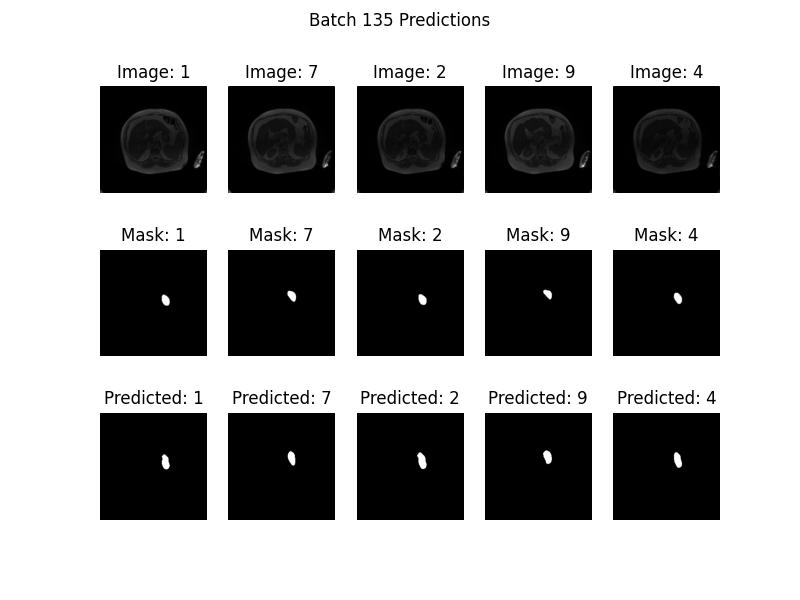 Batch 135 Predictions
Image: 1 Image: 7 Image: 2 Image: 9 Image: 4
Mask: 1 Mask: 7 Mask: 2 Mask: 9 Mask: 4
Predicted: 1 Predicted: 7 Predicted: 2 Predicted: 9 Predicted: 4